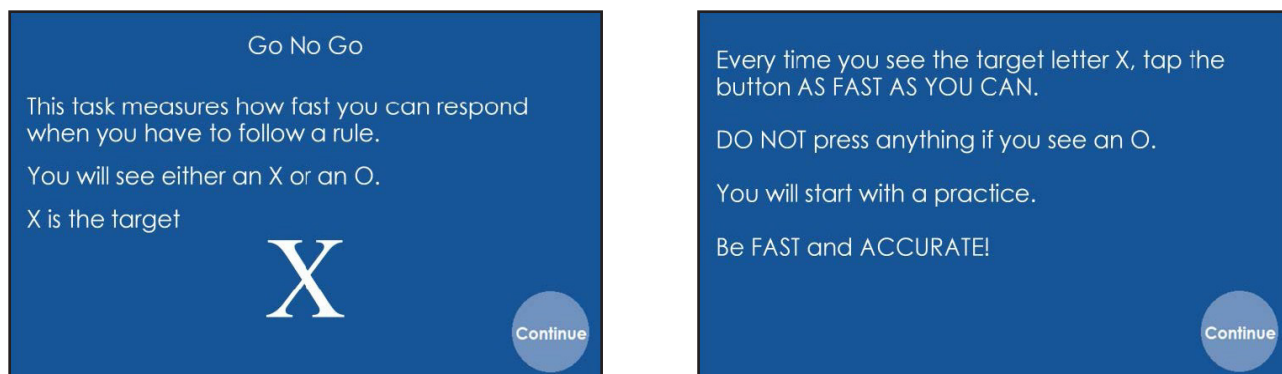 Go No Go
This task measures how fast you can respond
when you have to follow a rule.
You will see either an X or an O.
X is the target
X
Continue
Every time you see the target letter X, tap the
button AS FAST AS YOU CAN.
DO NOT press anything if you see an O.
You will start with a practice.
Be FAST and ACCURATE!
Continue